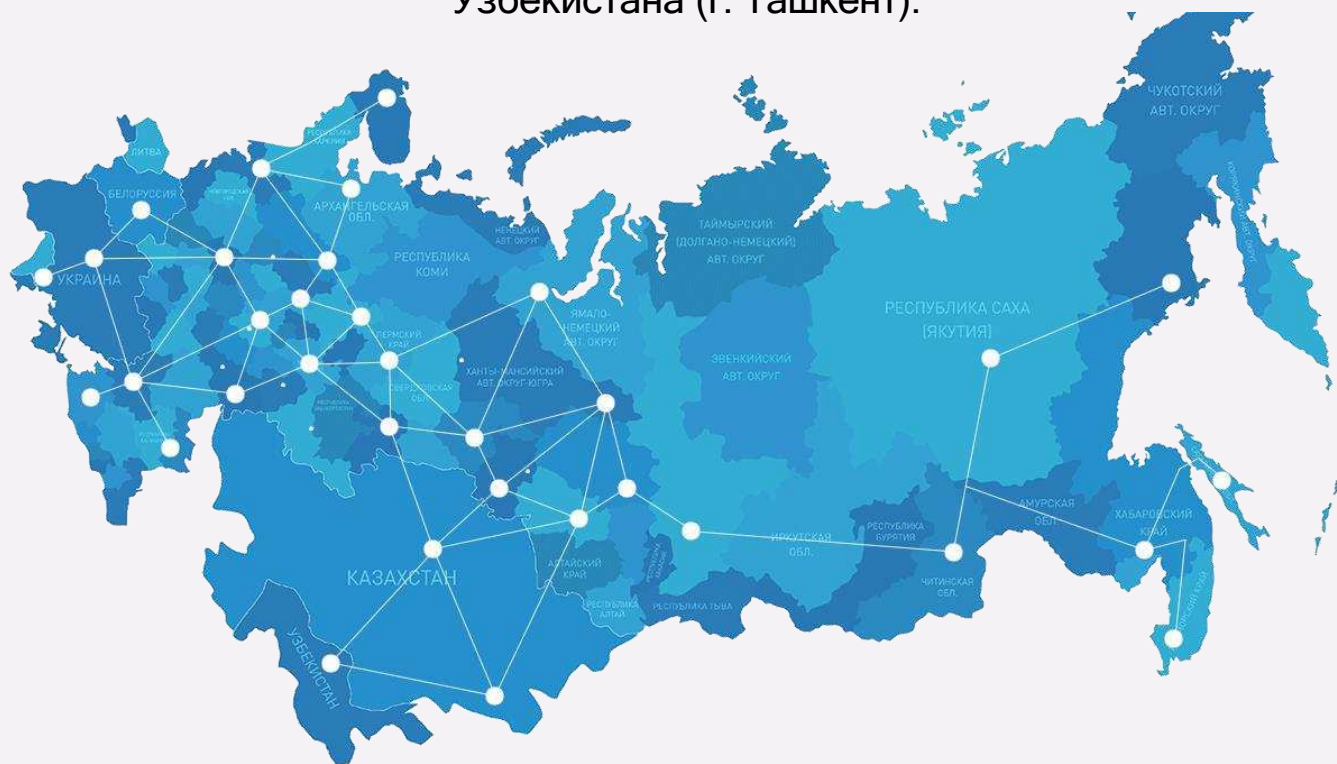 Узбекистана (г. Ташкент).
ЧУКОТСКИЙ
АВТ. ОКРУГ
РЕСПУБЛИКА
КАРЕЛИЯ
ЛИТВА
БЕЛОРУССИЯ
АРХАНГЕЛЬСКАЯ
ОБЛ.
НЕНЕЦКИЙ
АВТ. ОКРУГ
ТАЙМЫРСКИЙ
(ДОЛГАНО-НЕМЕЦКИЙ)
АВТ. ОКРУГ
РЕСПУБЛИКА
КОМИ
УКРАИНА
ЯМАЛО-
НЕМЕЦКИЙ
АВТ. ОКРУГ
РЕСПУБЛИКА САХА
(ЯКУТИЯ)
ПЕРМСКИЙ
КРАЙ
ЭВЕНКИЙСКИЙ
АВТ. ОКРУГ
ХАНТЫ-МАНСИЙСКИЙ
АВТ. ОКРУГ-ЮГРА
СВЕРДЛОВСКАЯ
ОБЛ.
АМУРСКАЯ
ОБЛ.
ХАБАРОВСКИЙ
КРАЙ
РЕСПУБЛИКА
БУРЯТИЯ
ИРКУТСКАЯ
ОБЛ.
АЛТАЙСКИЙ
КРАЙ
КАЗАХСТАН
ЧИТИНСКАЯ
ОБЛ.
РЕСПУБЛИКА
АЛТАЙ
РЕСПУБЛИКА ТЫВА
УЗБЕКИСТАН